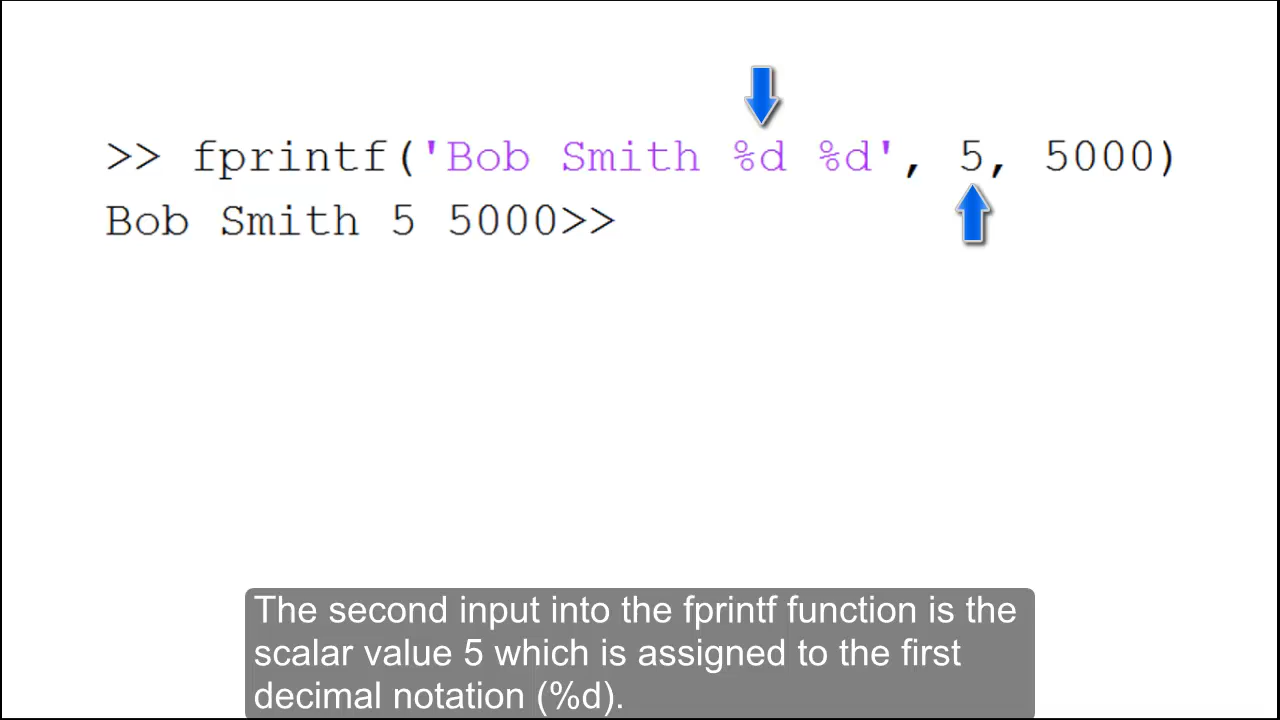 >> fprintf('Bob Smith %d %d', 5, 5000)
Bob Smith 5 5000>>
The second input into the fprintf function is the
scalar value 5 which is assigned to the first
decimal notation (%d).